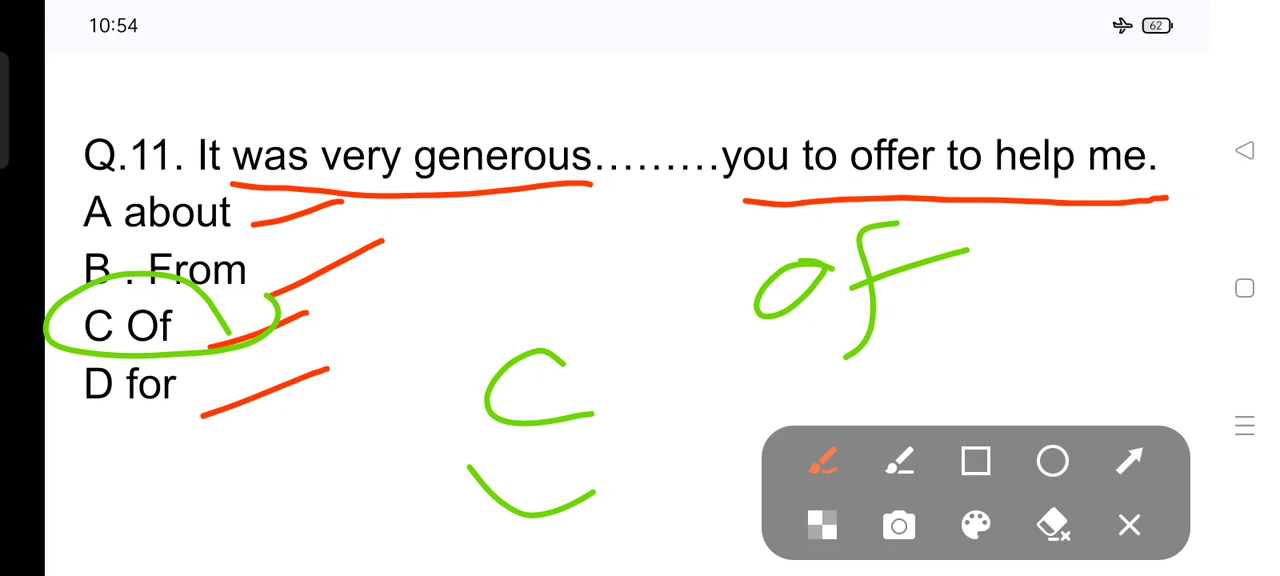 10:54
62
Q.11. It was very generous.........you to offer to help me.
A about
B . From
C Of
D for
of
C